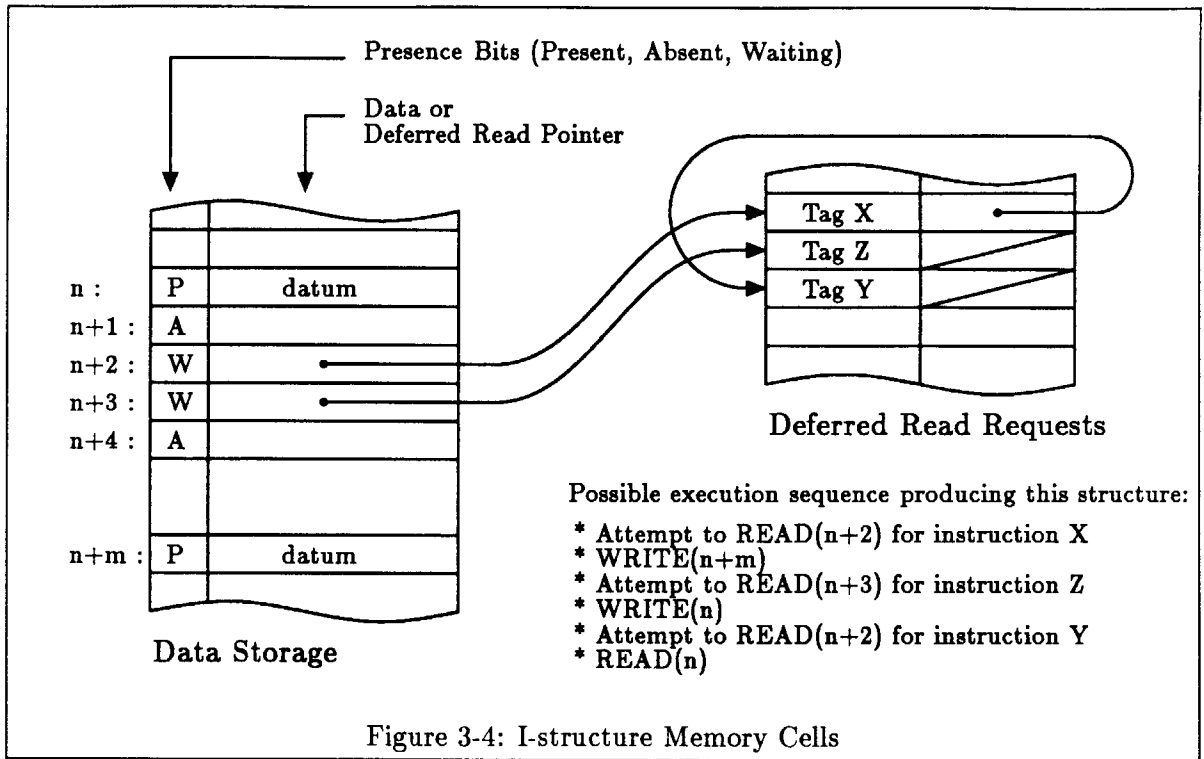 Presence Bits (Present, Absent, Waiting)
Data or
Deferred Read Pointer
n : P datum
n+1 : A
n+2 : W
n+3 : W
n+4 : A
n+m : P datum
Data Storage
Tag X
Tag Z
Tag Y
Deferred Read Requests
Possible execution sequence producing this structure:
* Attempt to READ(n+2) for instruction X
* WRITE(n+m)
* Attempt to READ(n+3) for instruction Z
* WRITE(n)
* Attempt to READ(n+2) for instruction Y
* READ(n)
Figure 3-4: I-structure Memory Cells